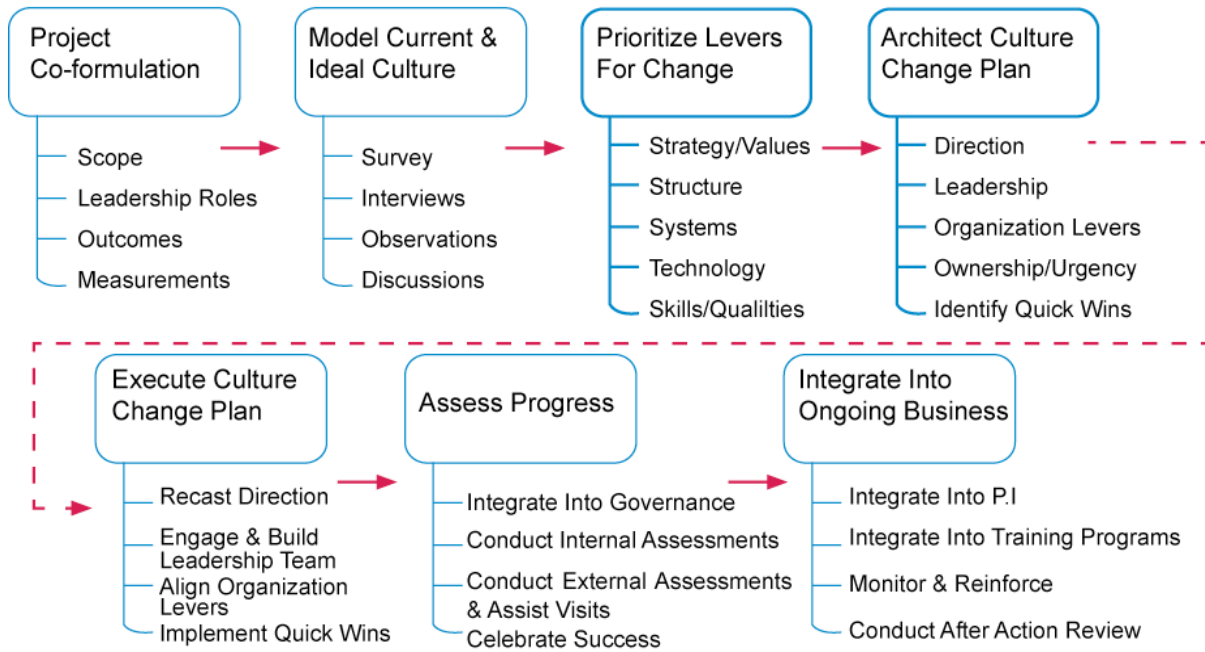 Project
Co-formulation
Scope
Leadership Roles
Outcomes
Measurements
Model Current &
Ideal Culture
Survey
Interviews
Observations
Discussions
Prioritize Levers
For Change
Strategy/Values
Structure
Systems
Technology
Skills/Qualilties
Architect Culture
Change Plan
Direction
Leadership
Organization Levers
Ownership/Urgency
Identify Quick Wins
Execute Culture
Change Plan
Recast Direction
Engage & Build
Leadership Team
Align Organization
Levers
Implement Quick Wins
Assess Progress
Integrate Into Governance
Conduct Internal Assessments
Conduct External Assessments
& Assist Visits
Celebrate Success
Integrate Into
Ongoing Business
Integrate Into P.I
Integrate Into Training Programs
Monitor & Reinforce
Conduct After Action Review